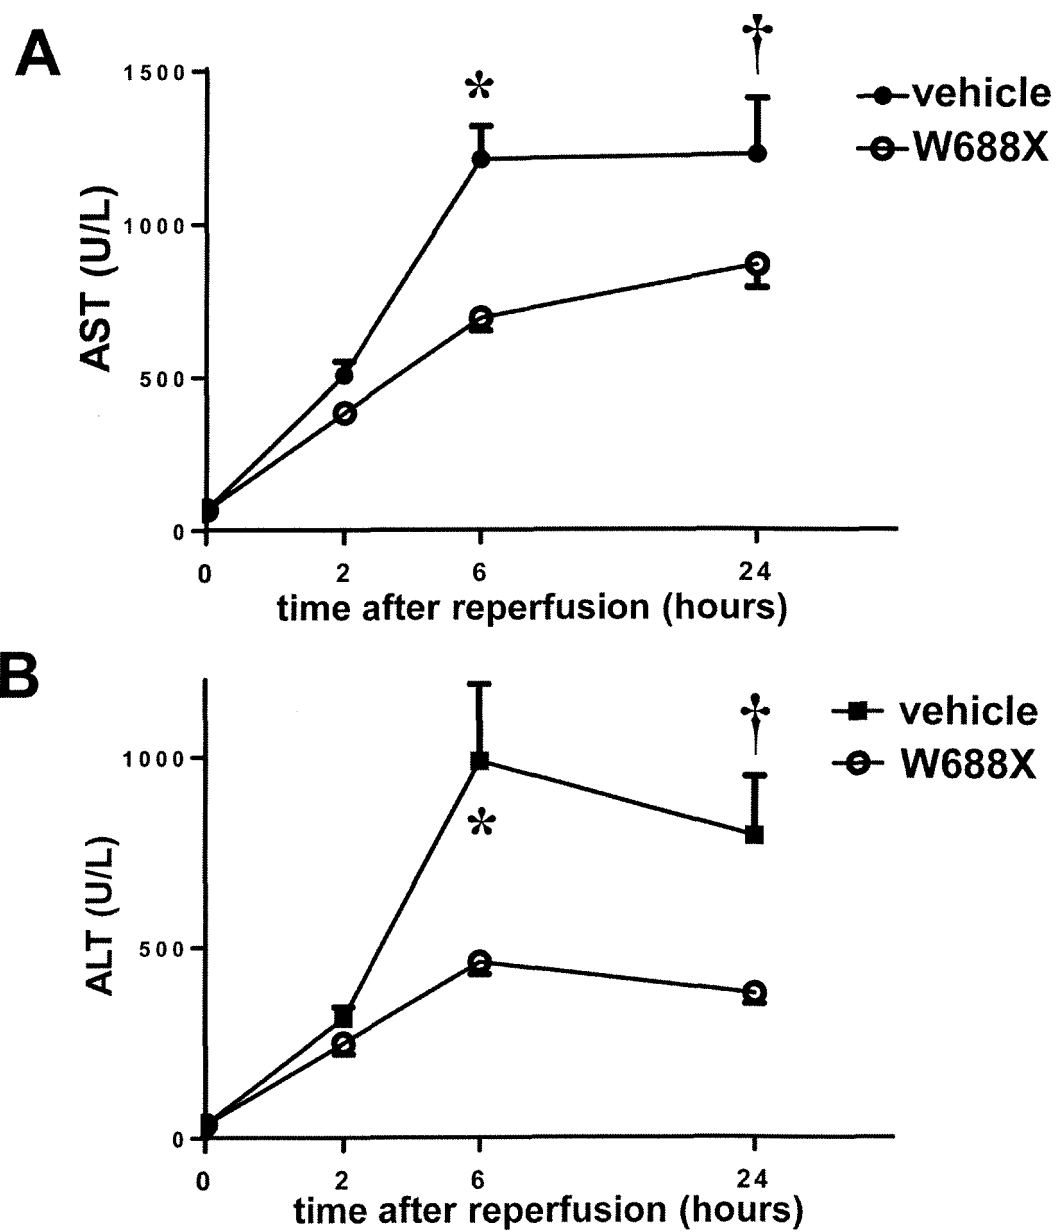 A
†
1500
*
vehicle
W688X
1000
AST (U/L)
500
0
0 2 6 24
time after reperfusion (hours)
B
†
vehicle
1000
W688X
*
ALT (U/L)
500
0
0 2 6 24
time after reperfusion (hours)